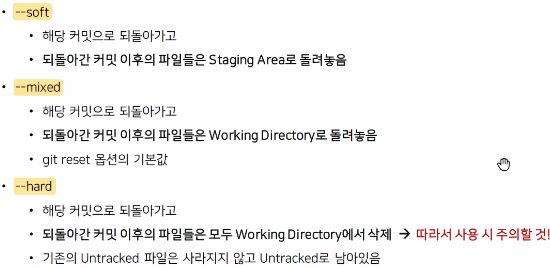 • --soft
• 해당 커밋으로 되돌아가고
• 되돌아간 커밋 이후의 파일들은 Staging Area로 돌려놓음
• --mixed
• 해당 커밋으로 되돌아가고
• 되돌아간 커밋 이후의 파일들은 Working Directory로 돌려놓음
• git reset 옵션의 기본값
• --hard
• 해당 커밋으로 되돌아가고
• 되돌아간 커밋 이후의 파일들은 모두 Working Directory에서 삭제 → 따라서 사용 시 주의할 것!
• 기존의 Untracked 파일은 사라지지 않고 Untracked로 남아있음